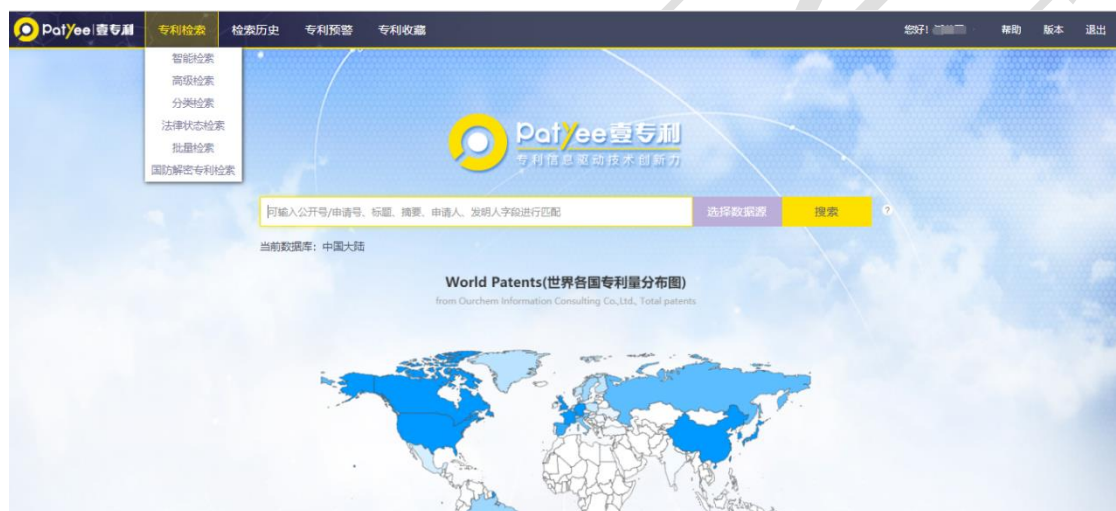 Patyee 壹专利 专利检索 检索历史 专利预警 专利收藏 您好! 帮助 版本 退出
智能检索
高级检索
分类检索
法律状态检索
批量检索
国防解密专利检索
Patyee壹专利
专利信息驱动技术创新力
可输入公开号/申请号、标题、摘要、申请人、发明人字段进行匹配 选择数据源 搜索 ?
当前数据库：中国大陆
World Patents(世界各国专利量分布图)
from Ourchem Information Consulting Co.,Ltd., Total patents